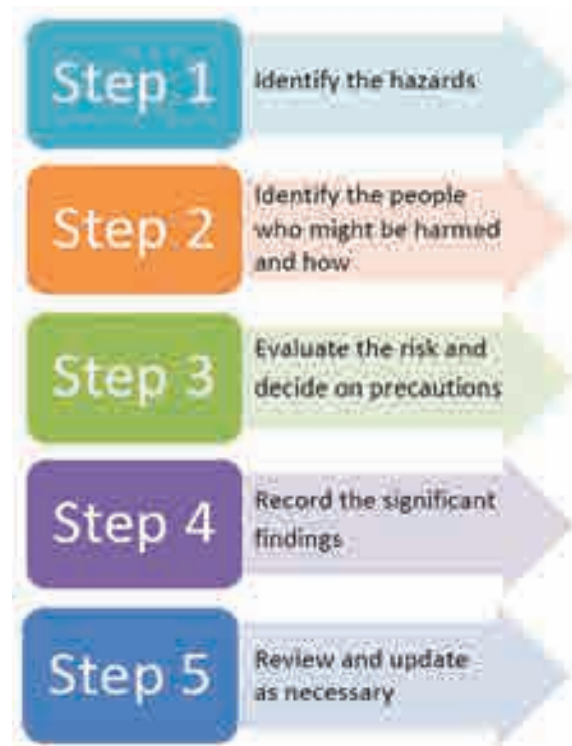 Step 1
Identify the hazards
Step 2
Identify the people
who might be harmed
and how
Step 3
Evaluate the risk and
decide on precautions
Step 4
Record the significant
findings
Step 5
Review and update
as necessary